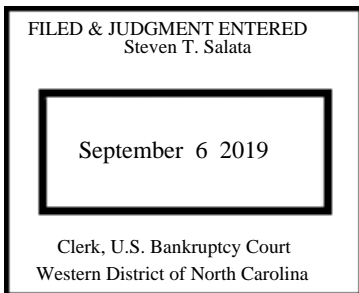 FILED & JUDGMENT ENTERED
Steven T. Salata
September 6 2019
Clerk, U.S. Bankruptcy Court
Western District of North Carolina